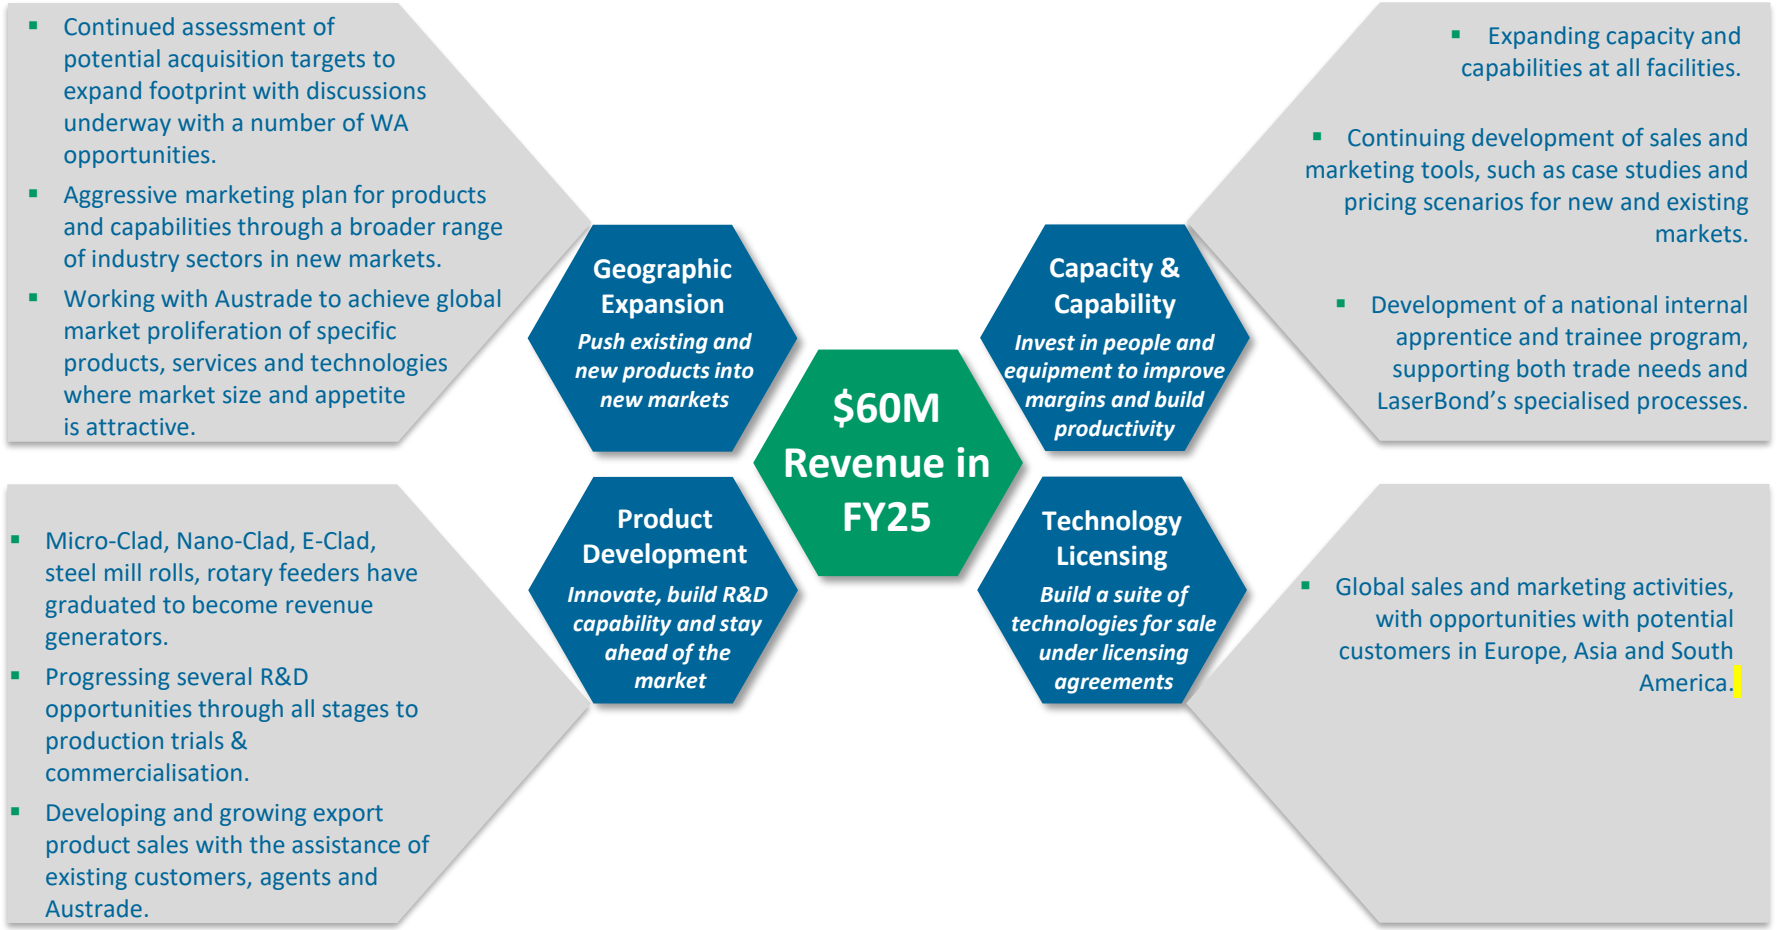 ▪ Continued assessment of
potential acquisition targets to
expand footprint with discussions
underway with a number of WA
opportunities.
▪ Aggressive marketing plan for products
and capabilities through a broader range
of industry sectors in new markets.
▪ Working with Austrade to achieve global
market proliferation of specific
products, services and technologies
where market size and appetite
is attractive.
Geographic
Expansion
Push existing and
new products into
new markets
▪ Expanding capacity and
capabilities at all facilities.
▪ Continuing development of sales and
marketing tools, such as case studies and
pricing scenarios for new and existing
markets.
▪ Development of a national internal
apprentice and trainee program,
supporting both trade needs and
LaserBond’s specialised processes.
Capacity &
Capability
Invest in people and
equipment to improve
margins and build
productivity
$60M
Revenue in
FY25
Product
Development
Innovate, build R&D
capability and stay
ahead of the
market
▪ Micro-Clad, Nano-Clad, E-Clad,
steel mill rolls, rotary feeders have
graduated to become revenue
generators.
▪ Progressing several R&D
opportunities through all stages to
production trials &
commercialisation.
▪ Developing and growing export
product sales with the assistance of
existing customers, agents and
Austrade.
Technology
Licensing
Build a suite of
technologies for sale
under licensing
agreements
▪ Global sales and marketing activities,
with opportunities with potential
customers in Europe, Asia and South
America.